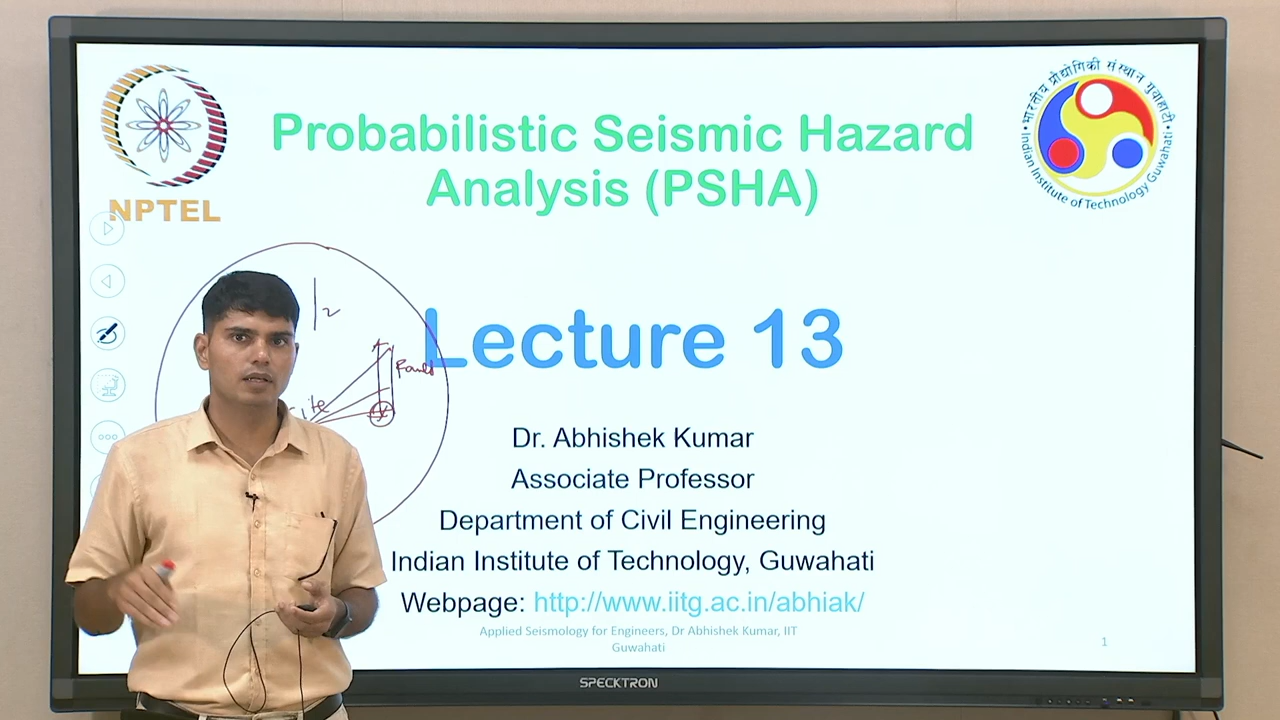 NPTEL
Probabilistic Seismic Hazard
Analysis (PSHA)
भारतीय प्रौद्योगिकी संस्थान गुवाहाटी
Indian Institute of Technology Guwahati
Lecture 13
Fault
Dr. Abhishek Kumar
Associate Professor
Department of Civil Engineering
Indian Institute of Technology, Guwahati
Webpage: http://www.iitg.ac.in/abhiak/
Applied Seismology for Engineers, Dr Abhishek Kumar, IIT
Guwahati
1
SPECKTRON